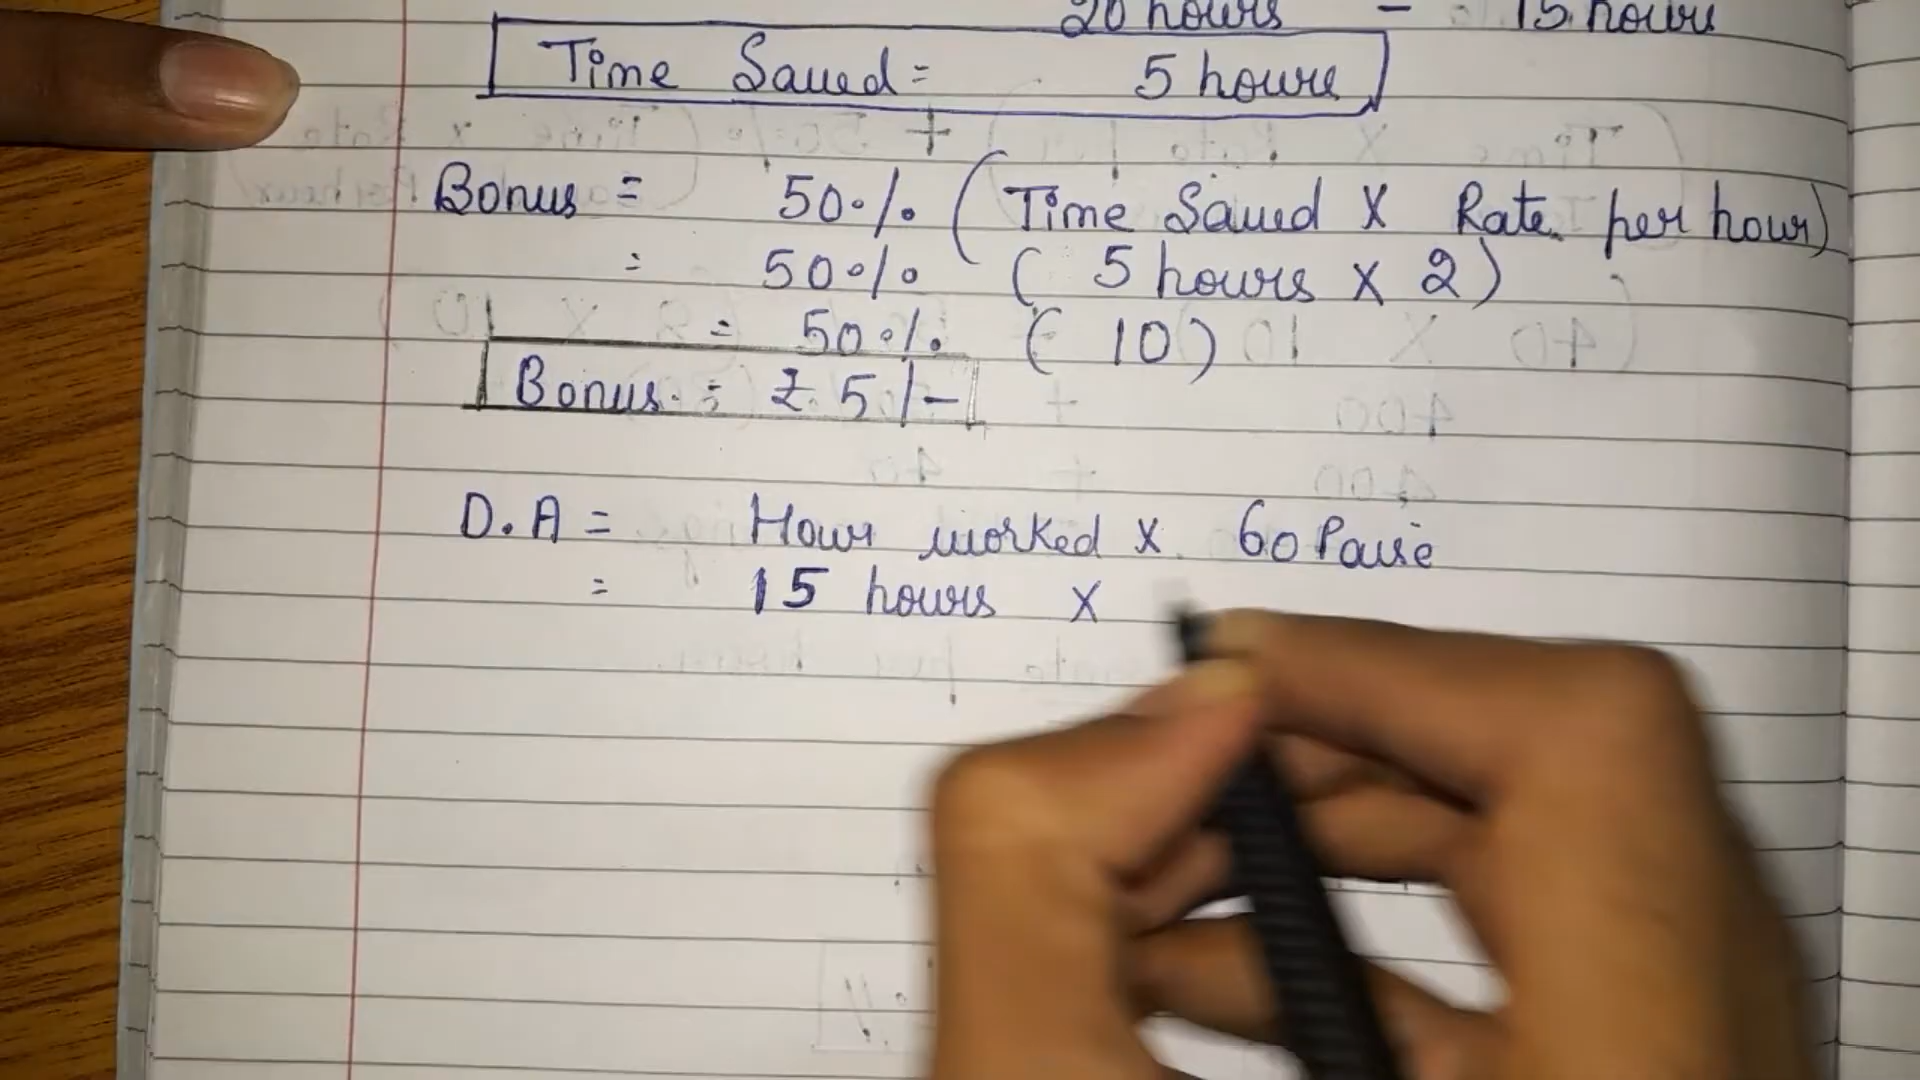 20 hours - 15 hours
Time Saved = 5 hours
Bonus = 50% (Time Saved X Rate per hour)
= 50% ( 5 hours X 2 )
= 50% ( 10 )
Bonus = ₹ 5/-
D.A = Hour worked X 60 Paise
= 15 hours X